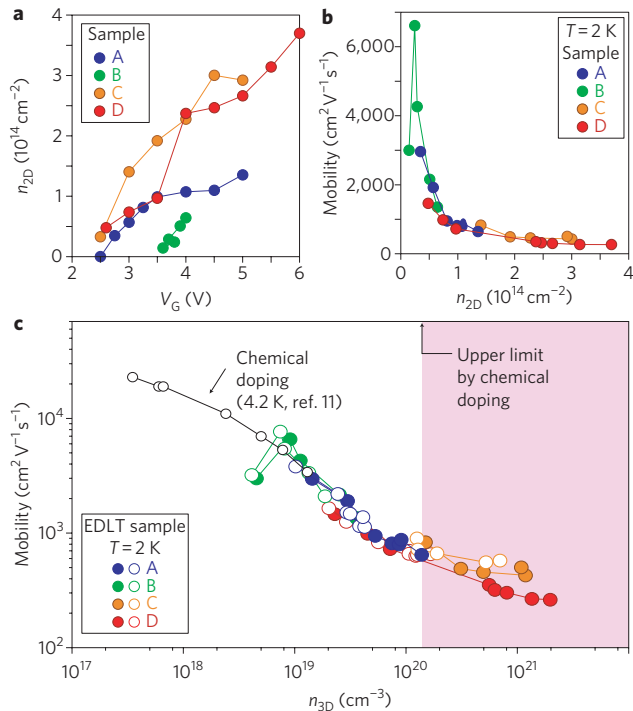 a
n2D (10^14 cm^−2)
4
3
2
1
0
Sample
A
B
C
D
2
3
4
5
6
VG (V)
b
Mobility (cm^2 V^−1 s^−1)
6,000
4,000
2,000
0
T = 2 K
Sample
A
B
C
D
0
1
2
3
4
n2D (10^14 cm^−2)
c
Mobility (cm^2 V^−1 s^−1)
10^4
10^3
10^2
Chemical
doping
(4.2 K, ref. 11)
Upper limit
by chemical
doping
EDLT sample
T = 2 K
A
B
C
D
10^17
10^18
10^19
10^20
10^21
n3D (cm^−3)